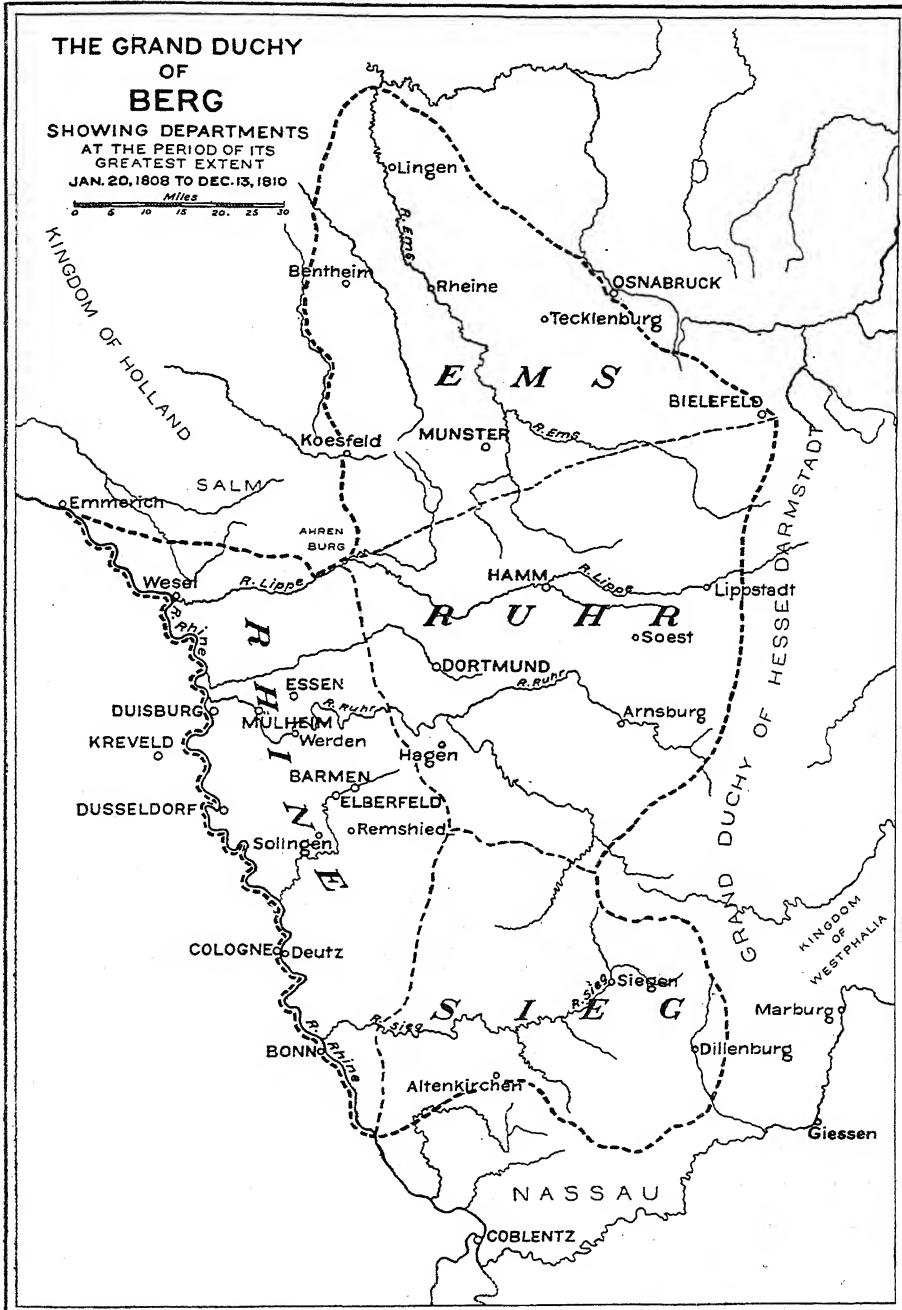 THE GRAND DUCHY
OF
BERG
SHOWING DEPARTMENTS
AT THE PERIOD OF ITS
GREATEST EXTENT
JAN. 20, 1808 TO DEC. 13, 1810
Miles
0 5 10 15 20. 25 30
Lingen
R. Ems
KINGDOM OF HOLLAND
Bentheim
Rheine
OSNABRUCK
Tecklenburg
EMS
BIELEFELD
R. Ems
Koesfeld
MUNSTER
SALM
Emmerich
AHREN
BURG
GRAND DUCHY OF HESSE DARMSTADT
Wesel
R. Lippe
HAMM
R. Lippe
Lippstadt
R. Rhine
RHINE
RUHR
Soest
DORTMUND
R. Ruhr
ESSEN
R. Ruhr
DUISBURG
MULHEIM
Werden
Arnsburg
KREVELD
Hagen
BARMEN
ELBERFELD
DUSSELDORF
Remshied
Solingen
KINGDOM
OF
WESTPHALIA
COLOGNE
Deutz
R. Sieg
Siegen
SIEG
R. Sieg
Marburg
BONN
R. Rhine
Dillenburg
Altenkirchen
Giessen
NASSAU
COBLENTZ